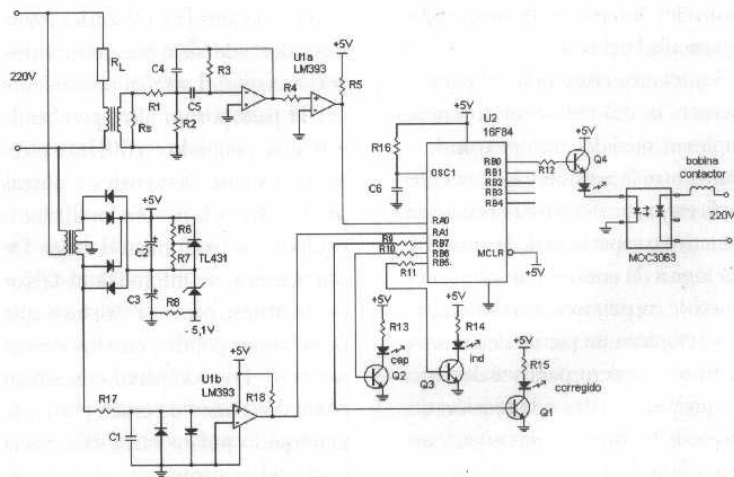 220V
RL
R1
Rs
C4
R2
C5
R3
R4
U1a
LM393
+5V
R5
+5V
R16
C6
+5V
U2
16F84
OSC1
RB0
RB1
RB2
RB3
RB4
RA0
RA1
RB7
RB6
RB5
MCLR
+5V
R12
+5V
Q4
bobina
contactor
220V
MOC3063
C2
C3
R6
R7
R8
TL431
- 5,1V
R9
R10
R11
+5V
R13
cap
Q2
+5V
R14
ind
Q3
+5V
R15
corregido
Q1
+5V
U1b
LM393
R18
R17
C1